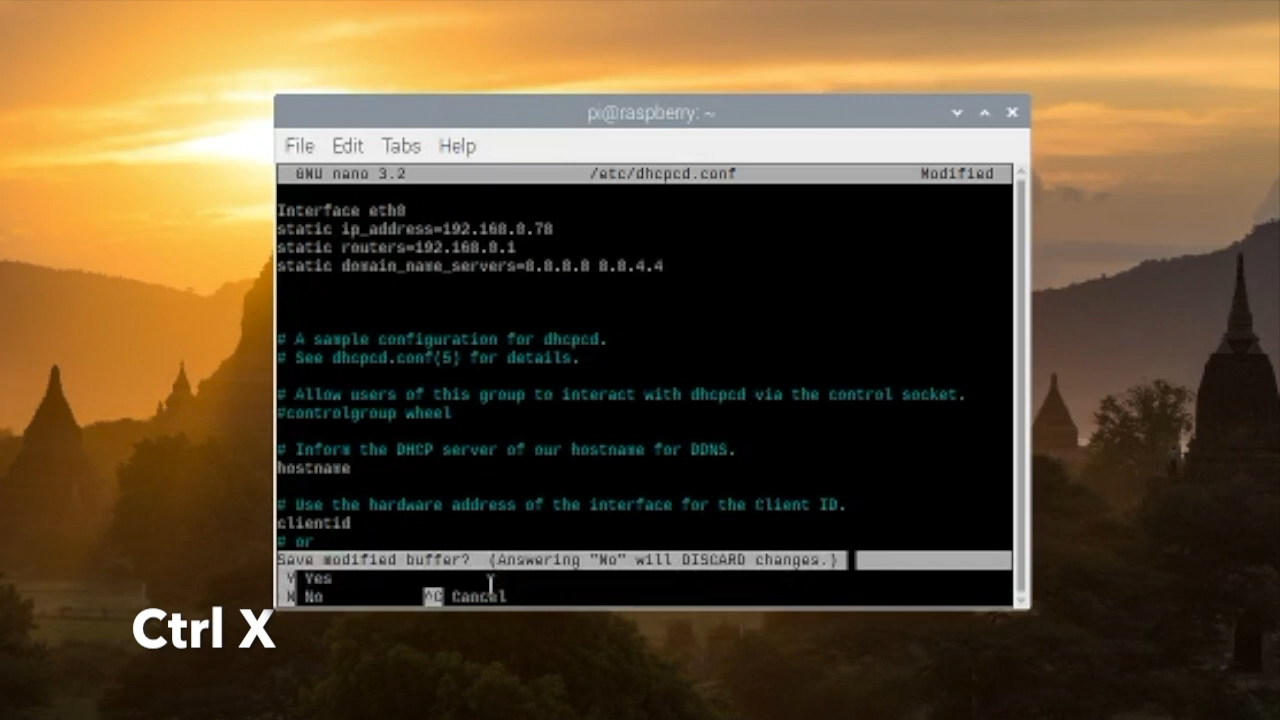 pi@raspberry: ~
File Edit Tabs Help
GNU nano 3.2 /etc/dhcpcd.conf Modified
Interface eth0
static ip_address=192.168.0.78
static routers=192.168.0.1
static domain_name_servers=8.8.8.8 8.8.4.4
# A sample configuration for dhcpcd.
# See dhcpcd.conf(5) for details.
# Allow users of this group to interact with dhcpcd via the control socket.
#controlgroup wheel
# Inform the DHCP server of our hostname for DDNS.
hostname
# Use the hardware address of the interface for the Client ID.
clientid
# or
Save modified buffer? (Answering "No" will DISCARD changes.)
Y Yes
N No ^C Cancel
Ctrl X